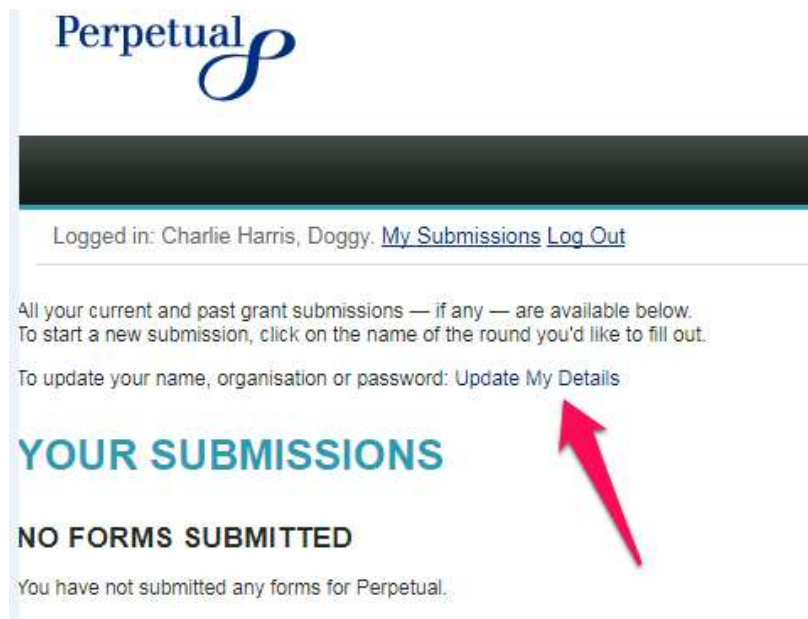 Perpetual
Logged in: Charlie Harris, Doggy. My Submissions Log Out
All your current and past grant submissions — if any — are available below.
To start a new submission, click on the name of the round you'd like to fill out.
To update your name, organisation or password: Update My Details
YOUR SUBMISSIONS
NO FORMS SUBMITTED
You have not submitted any forms for Perpetual.